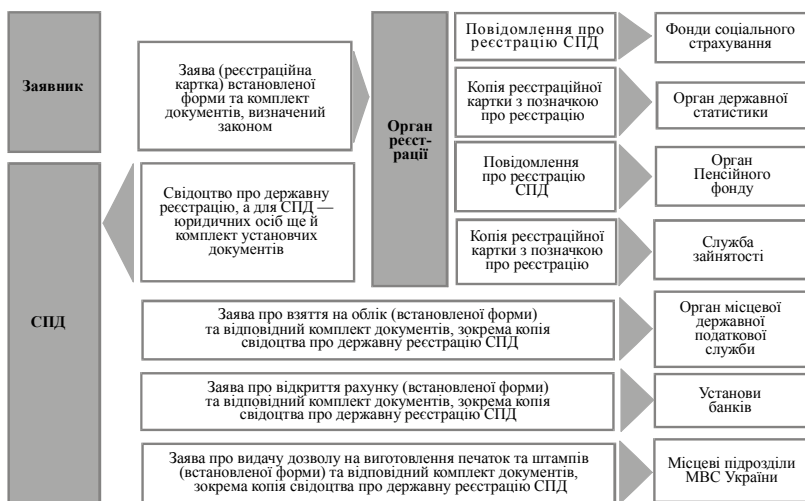 Заявник
Заява (реєстраційна
картка) встановленої
форми та комплект
документів, визначений
законом
Орган
реєст-
рації
Повідомлення про
реєстрацію СПД
Фонди соціального
страхування
Копія реєстраційної
картки з позначкою
про реєстрацію
Орган державної
статистики
Повідомлення
про реєстрацію
СПД
Орган
Пенсійного
фонду
Копія реєстраційної
картки з позначкою
про реєстрацію
Служба
зайнятості
СПД
Свідоцтво про державну
реєстрацію, а для СПД —
юридичних осіб ще й
комплект установчих
документів
Заява про взяття на облік (встановленої форми)
та відповідний комплект документів, зокрема копія
свідоцтва про державну реєстрацію СПД
Орган місцевої
державної
податкової
служби
Заява про відкриття рахунку (встановленої форми)
та відповідний комплект документів, зокрема копія
свідоцтва про державну реєстрацію СПД
Установи
банків
Заява про видачу дозволу на виготовлення печаток та штампів
(встановленої форми) та відповідний комплект документів,
зокрема копія свідоцтва про державну реєстрацію СПД
Місцеві підрозділи
МВС України